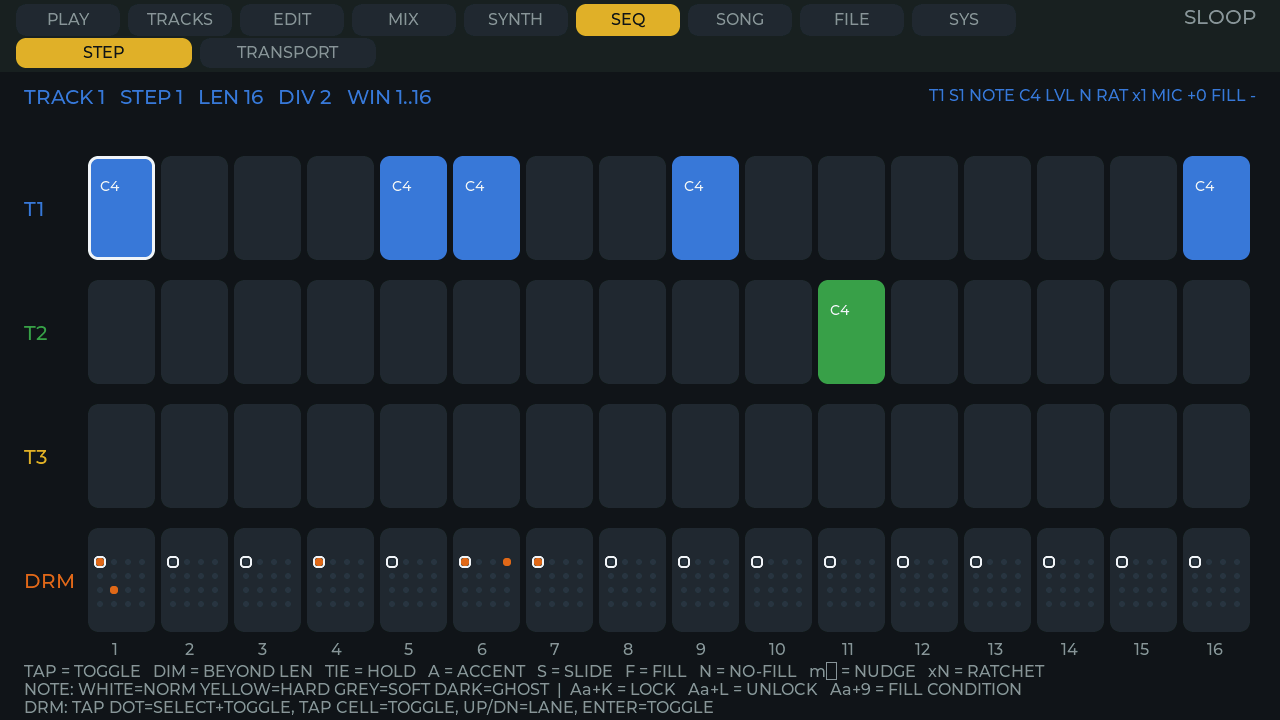 PLAY TRACKS EDIT MIX SYNTH SEQ SONG FILE SYS SLOOP
STEP TRANSPORT
TRACK 1 STEP 1 LEN 16 DIV 2 WIN 1..16 T1 S1 NOTE C4 LVL N RAT x1 MIC +0 FILL -
T1 C4 C4 C4 C4 C4
T2 C4
T3
DRM
1 2 3 4 5 6 7 8 9 10 11 12 13 14 15 16
TAP = TOGGLE DIM = BEYOND LEN TIE = HOLD A = ACCENT S = SLIDE F = FILL N = NO-FILL m□ = NUDGE xN = RATCHET
NOTE: WHITE=NORM YELLOW=HARD GREY=SOFT DARK=GHOST | Aa+K = LOCK Aa+L = UNLOCK Aa+9 = FILL CONDITION
DRM: TAP DOT=SELECT+TOGGLE, TAP CELL=TOGGLE, UP/DN=LANE, ENTER=TOGGLE